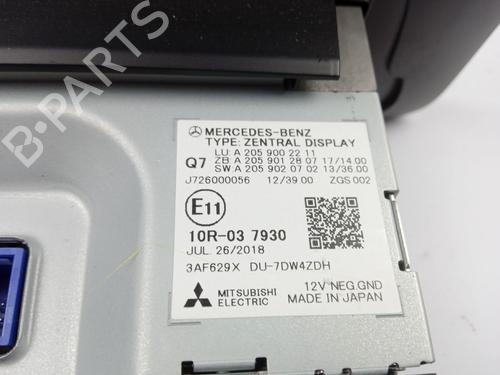 MERCEDES-BENZ
TYPE: ZENTRAL DISPLAY
LU: A 205 900 22 11
Q7 ZB: A 205 901 28 07 17/14.00
SW: A 205 902 07 02 13/36.00
J726000056 12/39.00 ZGS 002
E11
10R-03 7930
JUL. 26/2018
3AF629X DU-7DW4ZDH
MITSUBISHI ELECTRIC
12V NEG.GND
MADE IN JAPAN
B-PARTS